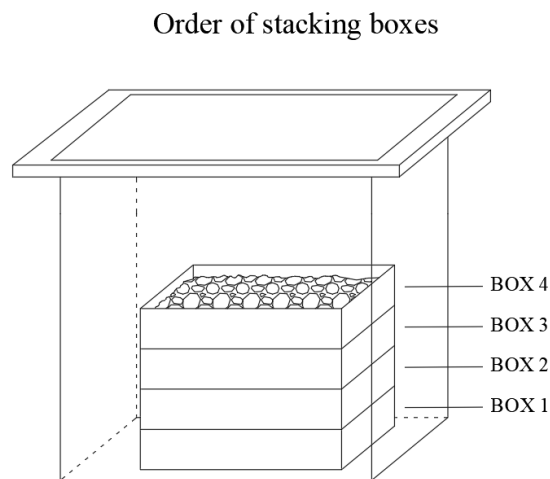 Order of stacking boxes
BOX 4
BOX 3
BOX 2
BOX 1